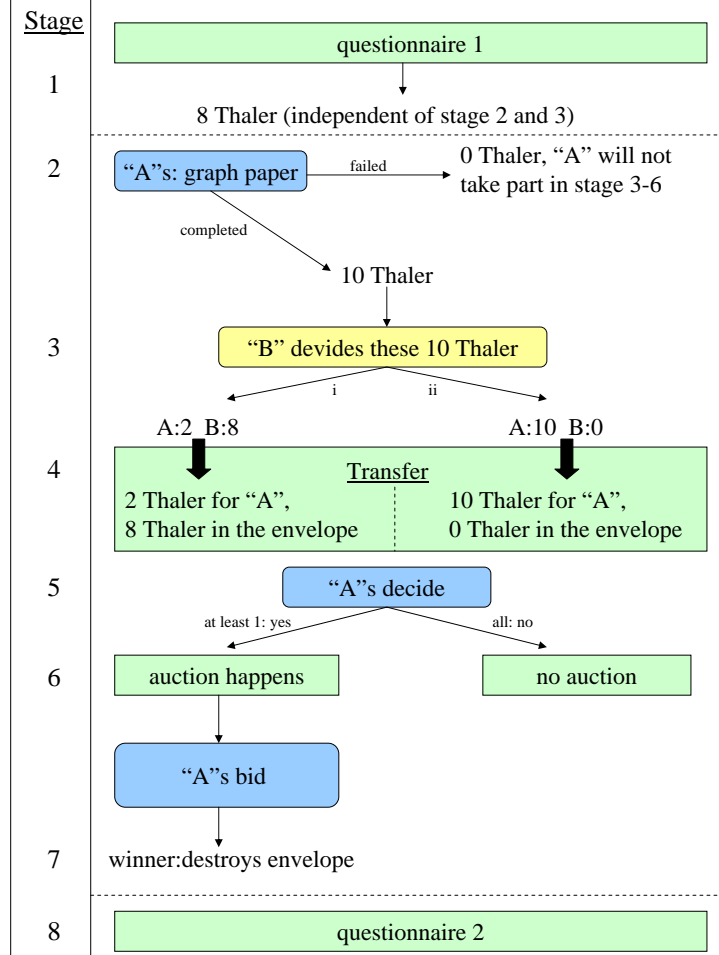 Stage
questionnaire 1
1
8 Thaler (independent of stage 2 and 3)
2
“A”s: graph paper
failed
0 Thaler, “A” will not
take part in stage 3-6
completed
10 Thaler
3
“B” devides these 10 Thaler
i
ii
A:2 B:8
A:10 B:0
4
Transfer
2 Thaler for “A”,
8 Thaler in the envelope
10 Thaler for “A”,
0 Thaler in the envelope
5
“A”s decide
at least 1: yes
all: no
6
auction happens
no auction
“A”s bid
7
winner:destroys envelope
8
questionnaire 2